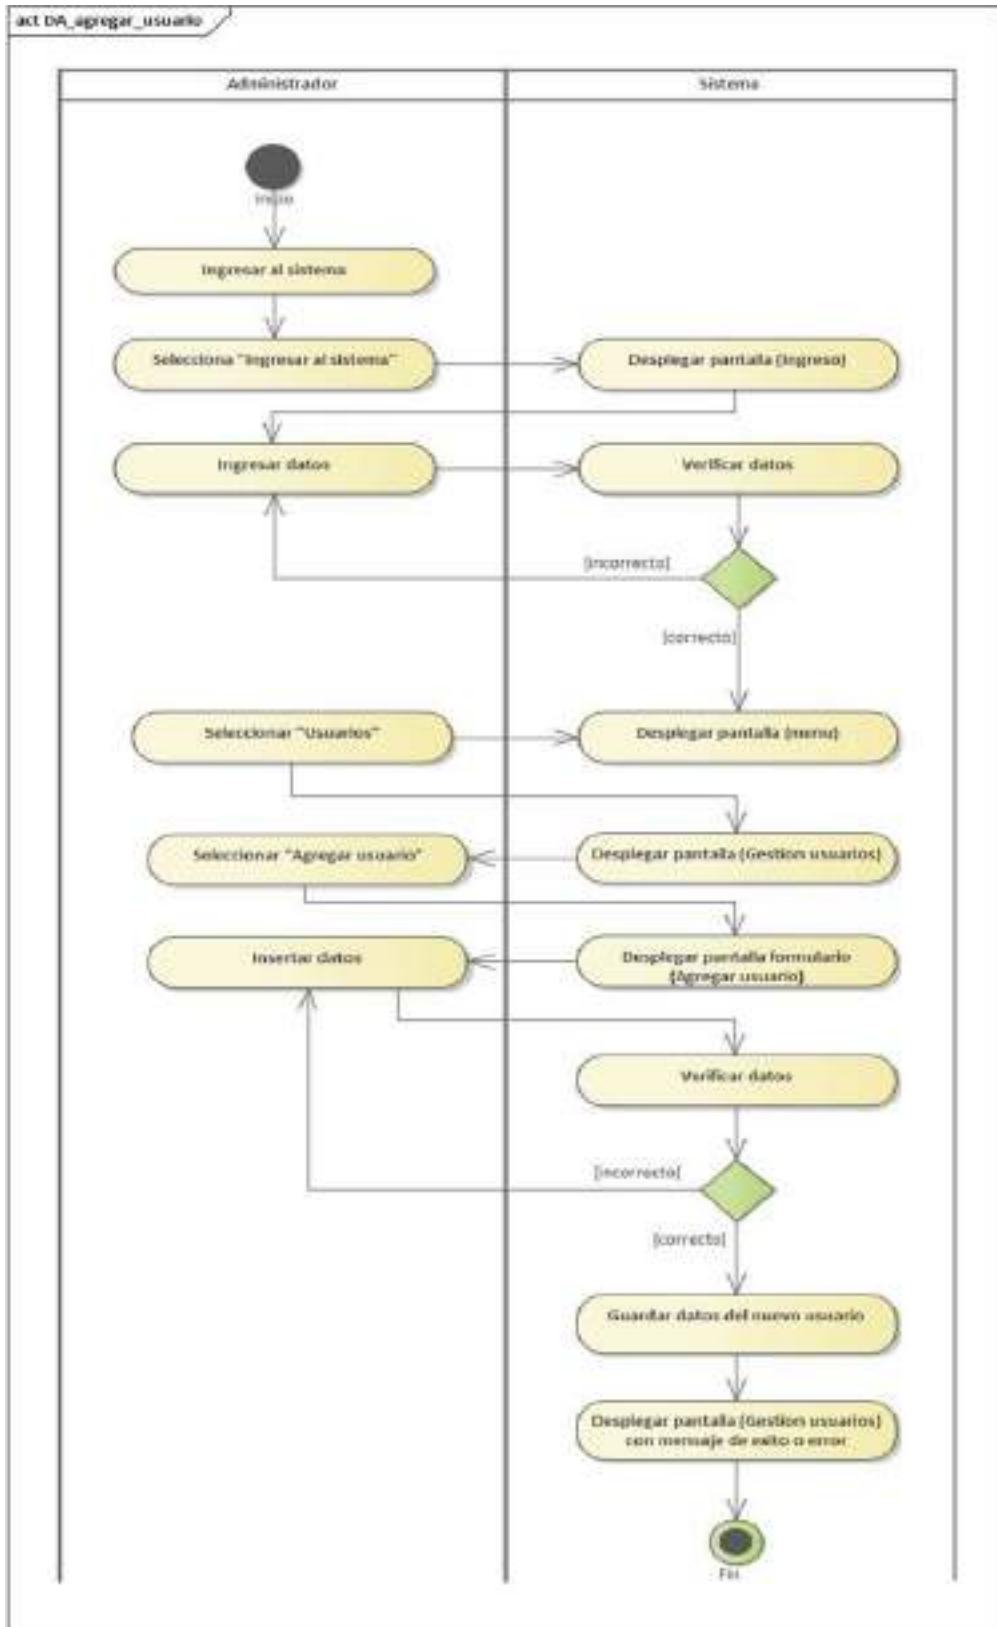 act DA_agregar_usuario
Administrador
Sistema
Inicio
Ingresar al sistema
Selecciona "Ingresar al sistema"
Desplegar pantalla (Ingreso)
Ingresar datos
Verificar datos
[incorrecto]
[correcto]
Seleccionar "Usuarios"
Desplegar pantalla (menu)
Seleccionar "Agregar usuario"
Desplegar pantalla (Gestion usuarios)
Insertar datos
Desplegar pantalla formulario
(Agregar usuario)
Verificar datos
[incorrecto]
[correcto]
Guardar datos del nuevo usuario
Desplegar pantalla (Gestion usuarios)
con mensaje de exito o error
Fin